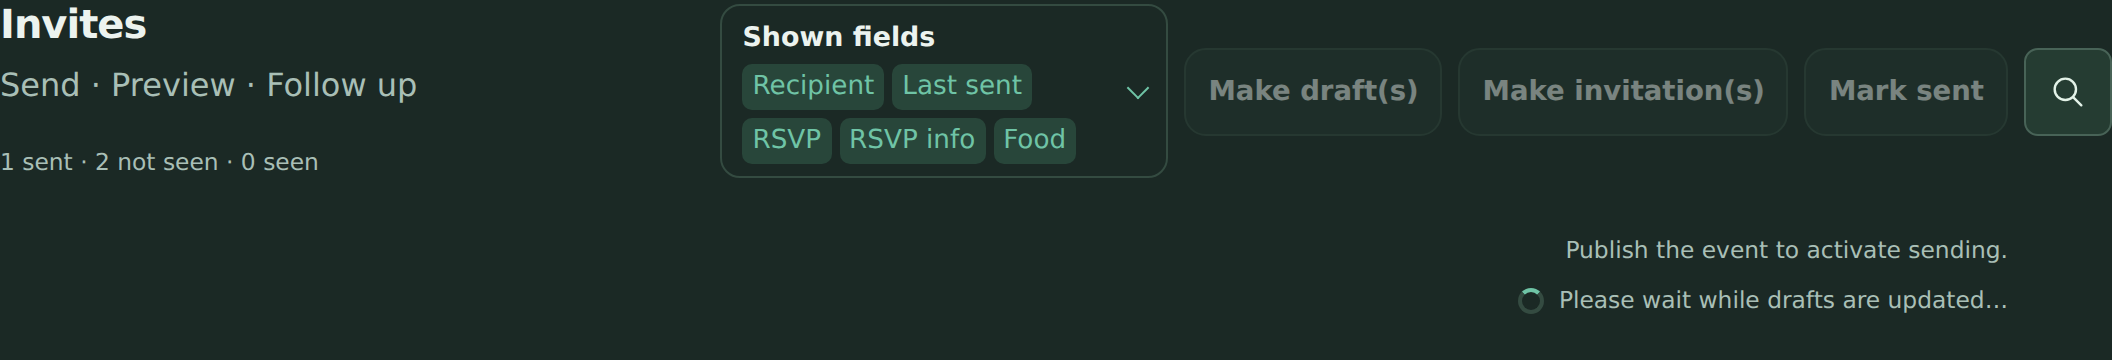 Invites
Send · Preview · Follow up
1 sent · 2 not seen · 0 seen
Shown fields
Recipient Last sent
RSVP RSVP info Food
Make draft(s) Make invitation(s) Mark sent
Publish the event to activate sending.
Please wait while drafts are updated...